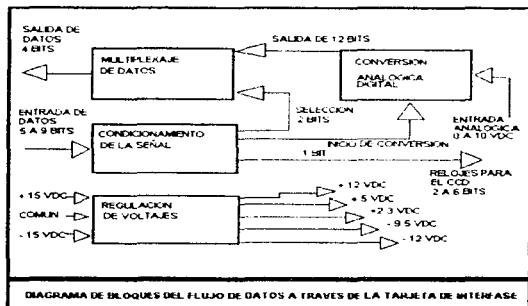 SALIDA DE
DATOS
4 BITS
MULTIPLEXAJE
DE DATOS
SALIDA DE 12 BITS
CONVERSION
ANALOGICA
DIGITAL
ENTRADA DE
DATOS
5 A 9 BITS
CONDICIONAMIENTO
DE LA SEÑAL
SELECCION
2 BITS
INICIO DE CONVERSION
1 BIT
ENTRADA
ANALOGICA
0 A 10 VDC
RELOJES PARA
EL CCD
2 A 6 BITS
+ 15 VDC
COMUN
- 15 VDC
REGULACION
DE VOLTAJES
+ 12 VDC
+ 5 VDC
+2 3 VDC
- 9 5 VDC
- 12 VDC
DIAGRAMA DE BLOQUES DEL FLUJO DE DATOS A TRAVES DE LA TARJETA DE INTERFASE